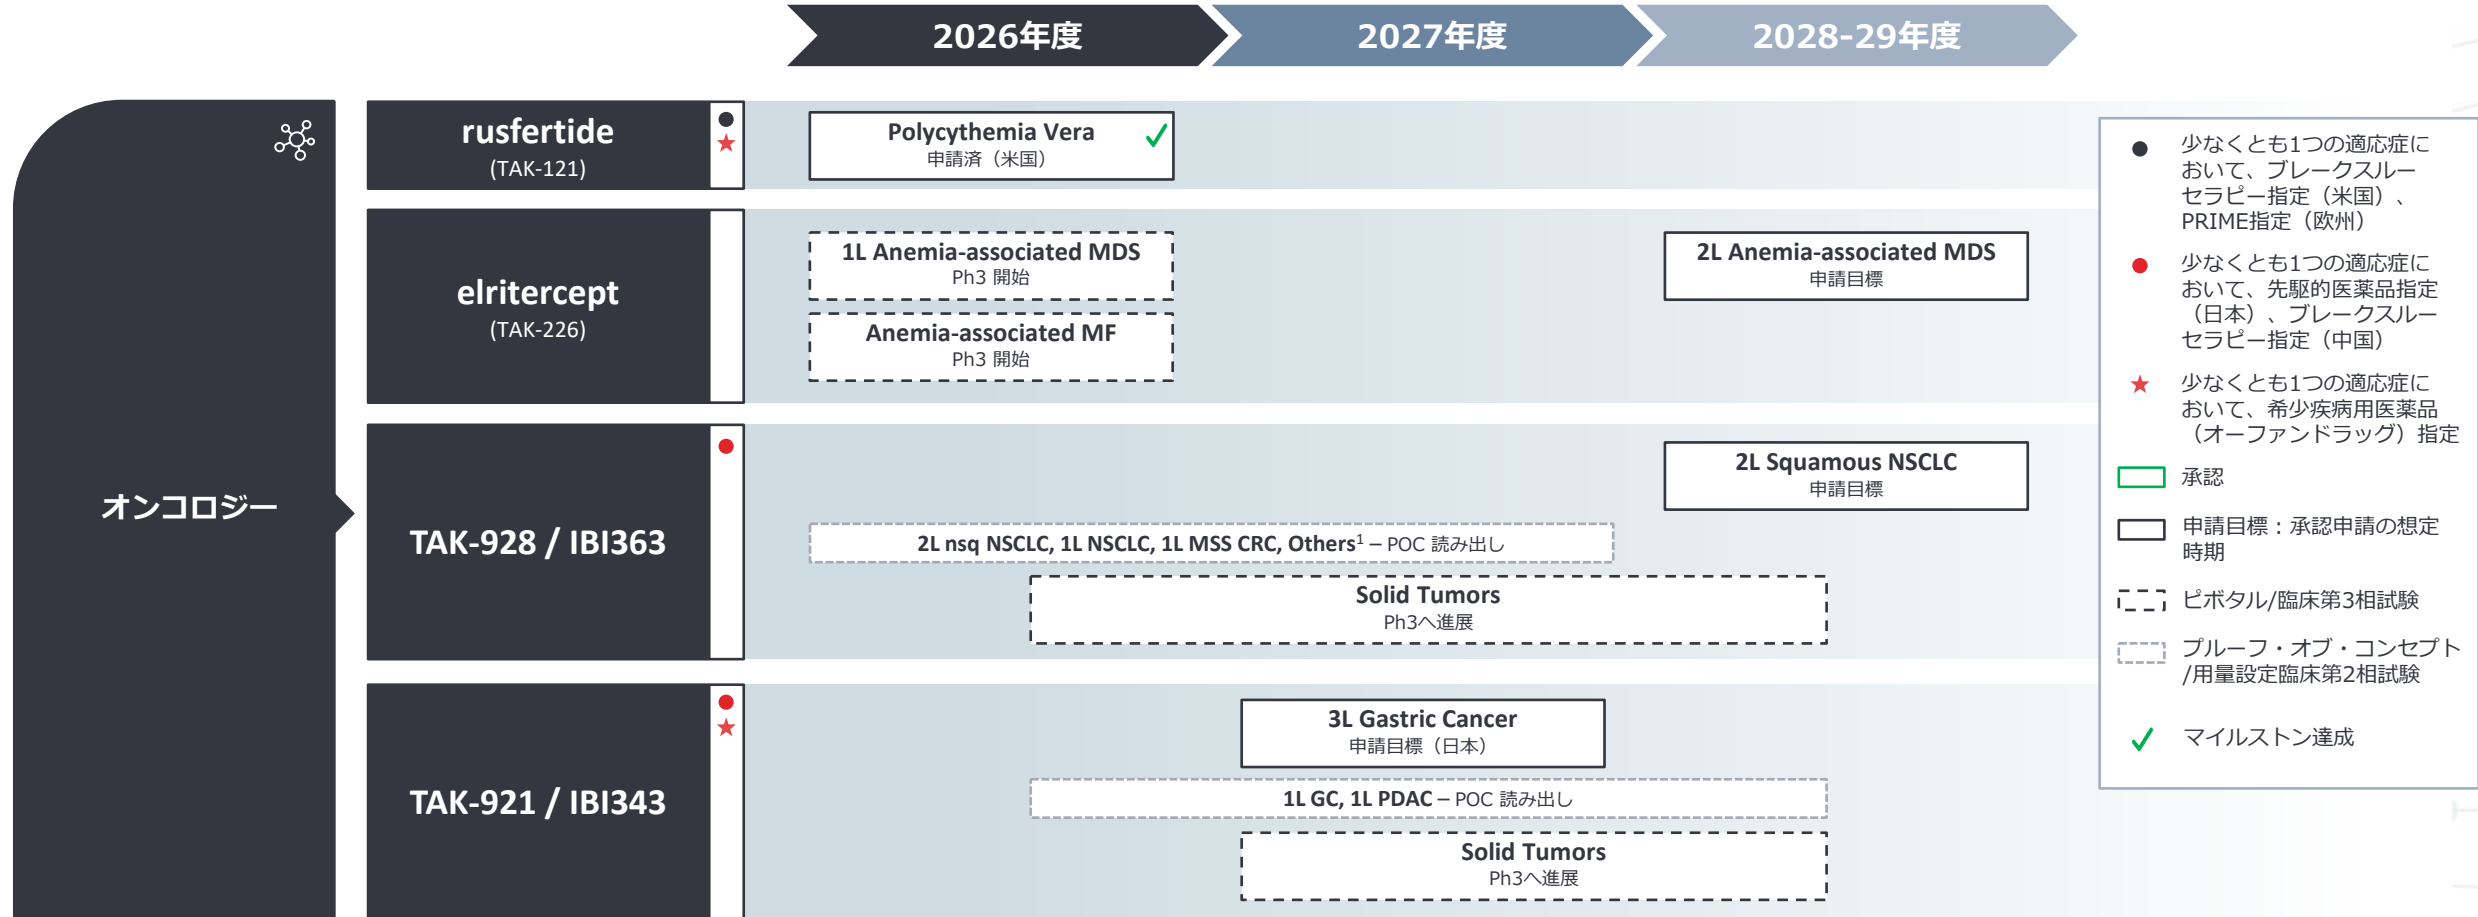 2026年度
2027年度
2028-29年度
オンコロジー
rusfertide
(TAK-121)
Polycythemia Vera
申請済（米国）
elritercept
(TAK-226)
1L Anemia-associated MDS
Ph3 開始
Anemia-associated MF
Ph3 開始
2L Anemia-associated MDS
申請目標
TAK-928 / IBI363
2L Squamous NSCLC
申請目標
2L nsq NSCLC, 1L NSCLC, 1L MSS CRC, Others1 – POC 読み出し
Solid Tumors
Ph3へ進展
TAK-921 / IBI343
3L Gastric Cancer
申請目標（日本）
1L GC, 1L PDAC – POC 読み出し
Solid Tumors
Ph3へ進展
少なくとも1つの適応症に
おいて、ブレークスルー
セラピー指定（米国）、
PRIME指定（欧州）
少なくとも1つの適応症に
おいて、先駆的医薬品指定
（日本）、ブレークスルー
セラピー指定（中国）
少なくとも1つの適応症に
おいて、希少疾病用医薬品
（オーファンドラッグ）指定
承認
申請目標：承認申請の想定
時期
ピボタル/臨床第3相試験
プルーフ・オブ・コンセプト
/用量設定臨床第2相試験
マイルストン達成